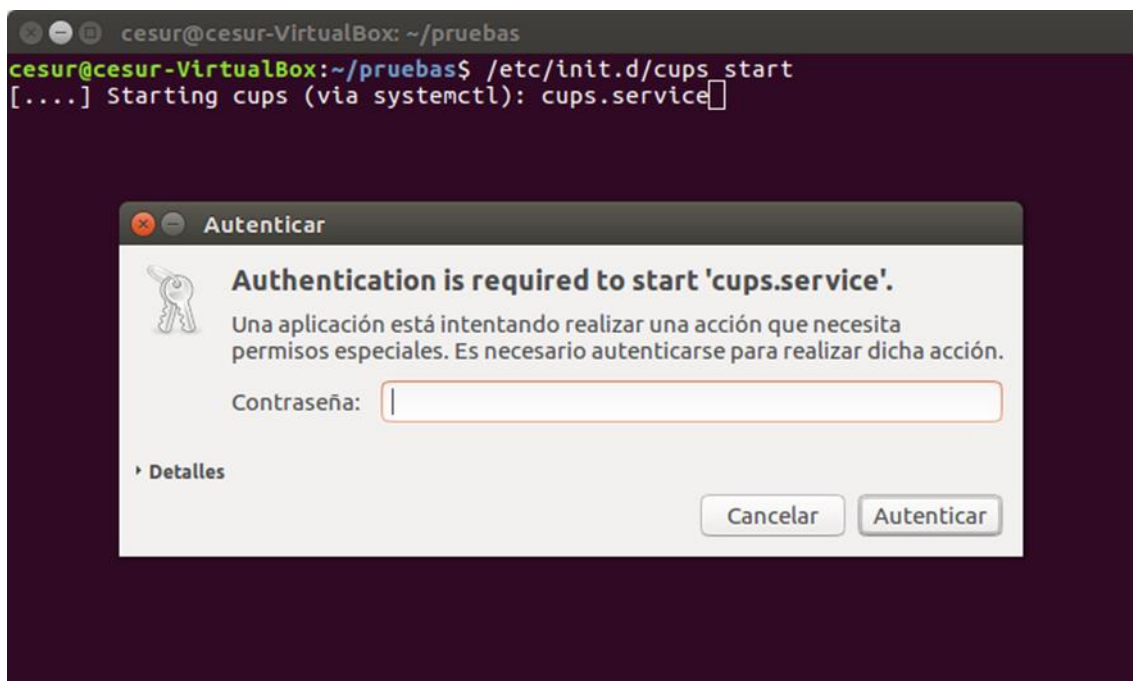 cesur@cesur-VirtualBox: ~/pruebas
cesur@cesur-VirtualBox:~/pruebas$ /etc/init.d/cups start
[....] Starting cups (via systemctl): cups.service
Autenticar
Authentication is required to start 'cups.service'.
Una aplicación está intentando realizar una acción que necesita
permisos especiales. Es necesario autenticarse para realizar dicha acción.
Contraseña:
Detalles
Cancelar Autenticar